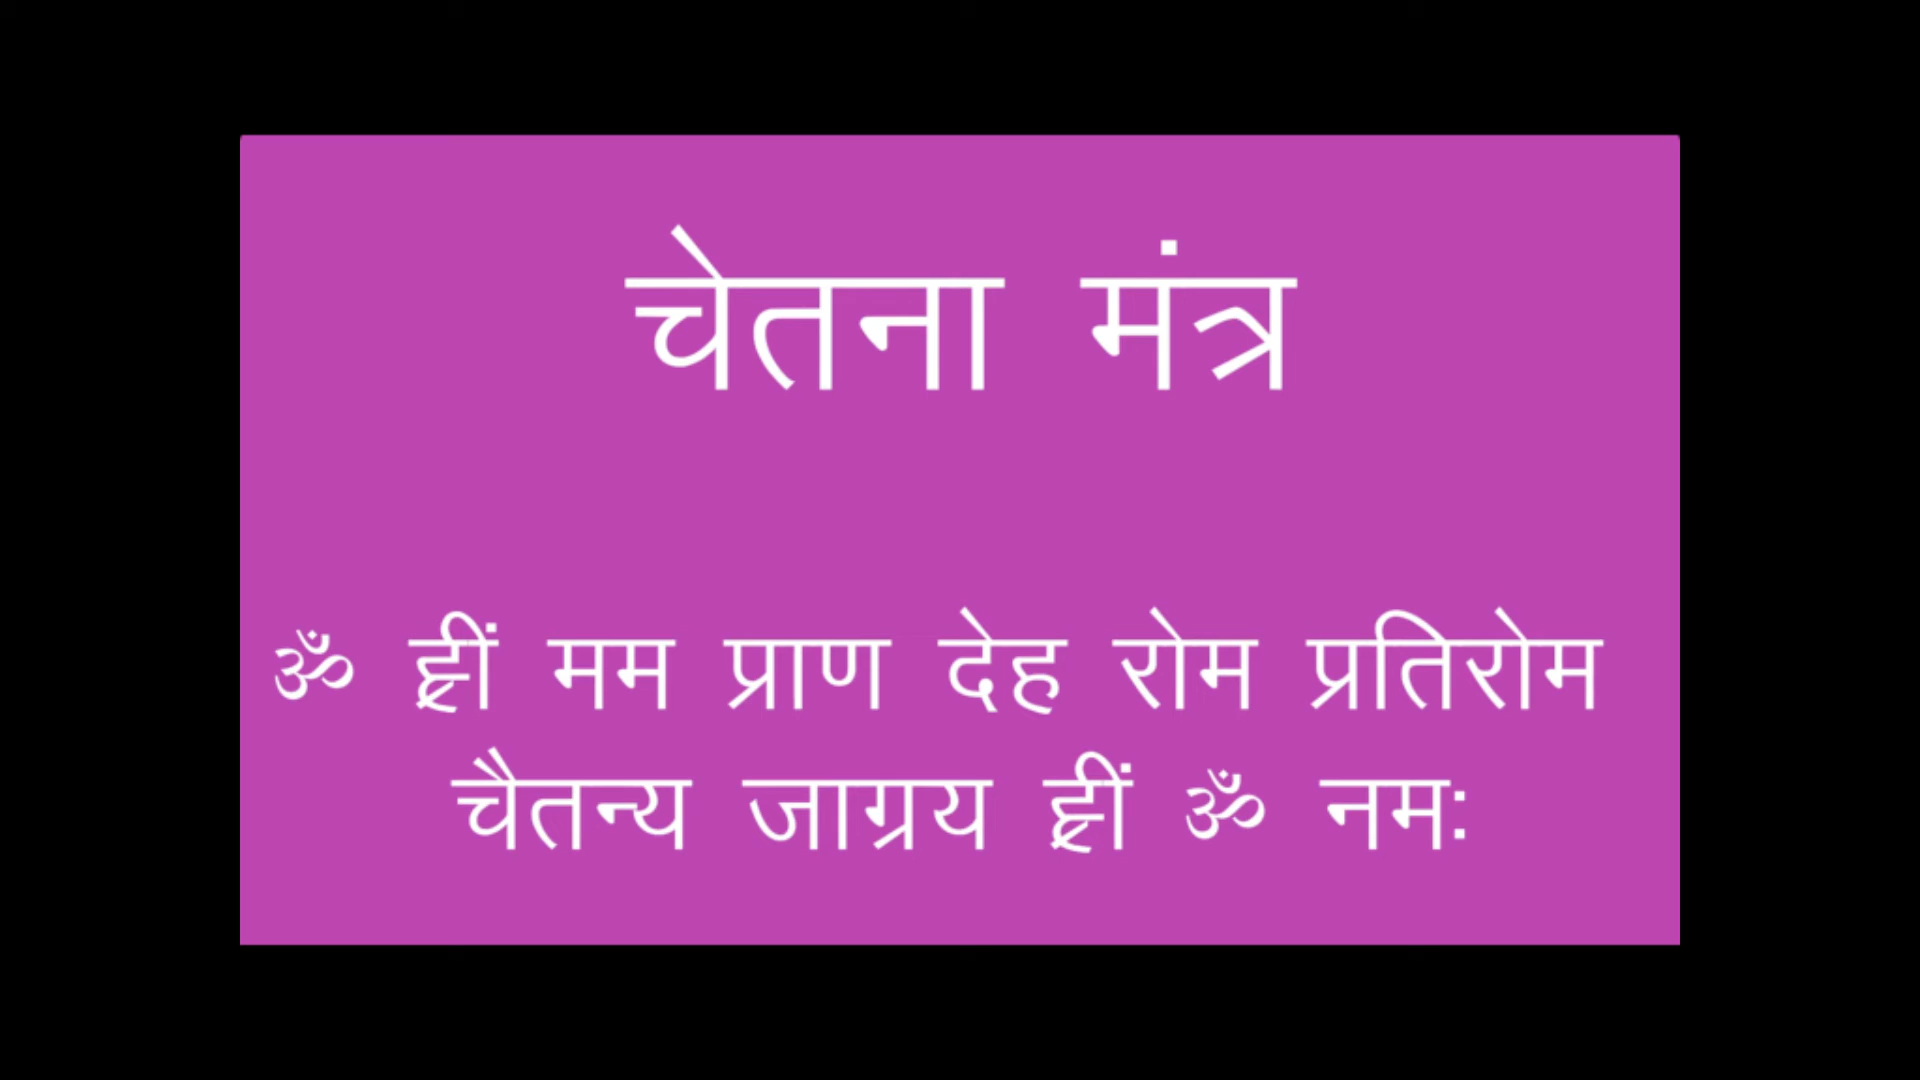 चेतना मंत्र
ॐ ह्रीं मम प्राण देह रोम प्रतिरोम
चैतन्य जाग्रय ह्रीं ॐ नम: